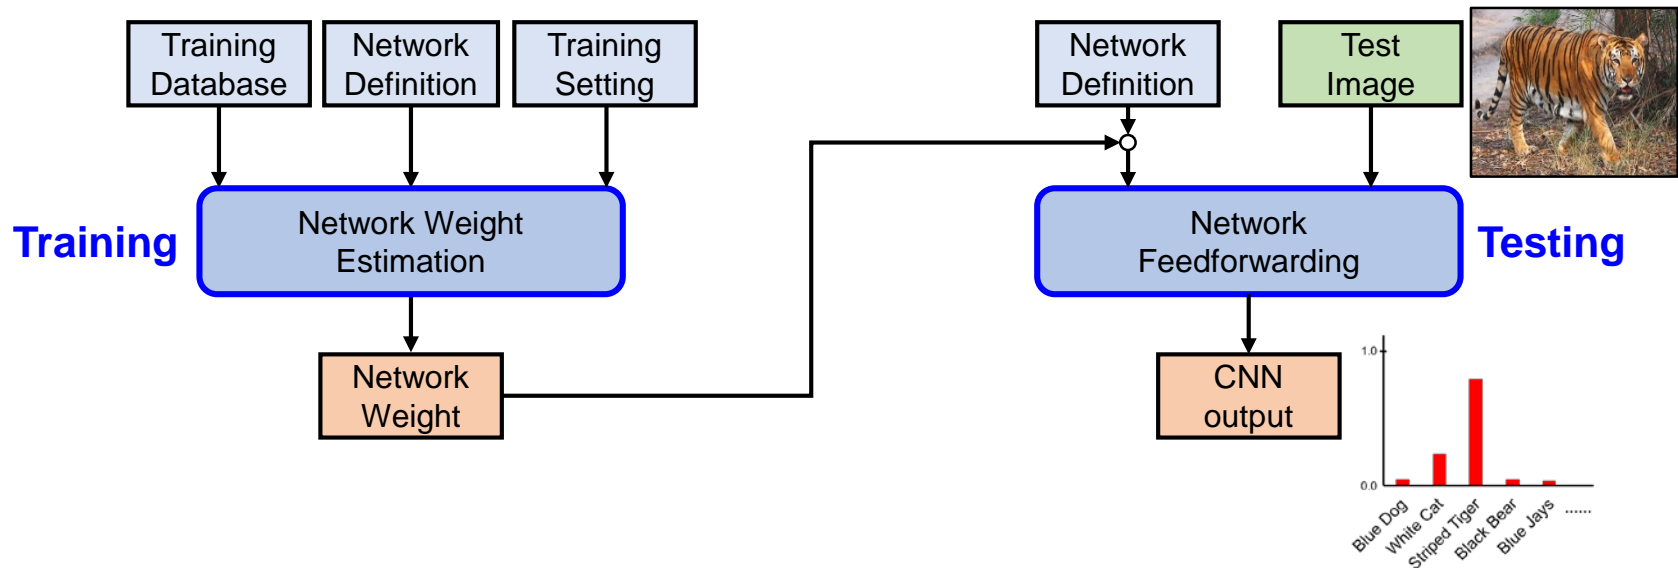 Training
Database
Network
Definition
Training
Setting
Network
Definition
Test
Image
Training
Network Weight
Estimation
Network
Feedforwarding
Testing
Network
Weight
CNN
output
1.0
0.0
Blue Dog
White Cat
Striped Tiger
Black Bear
Blue Jays
......